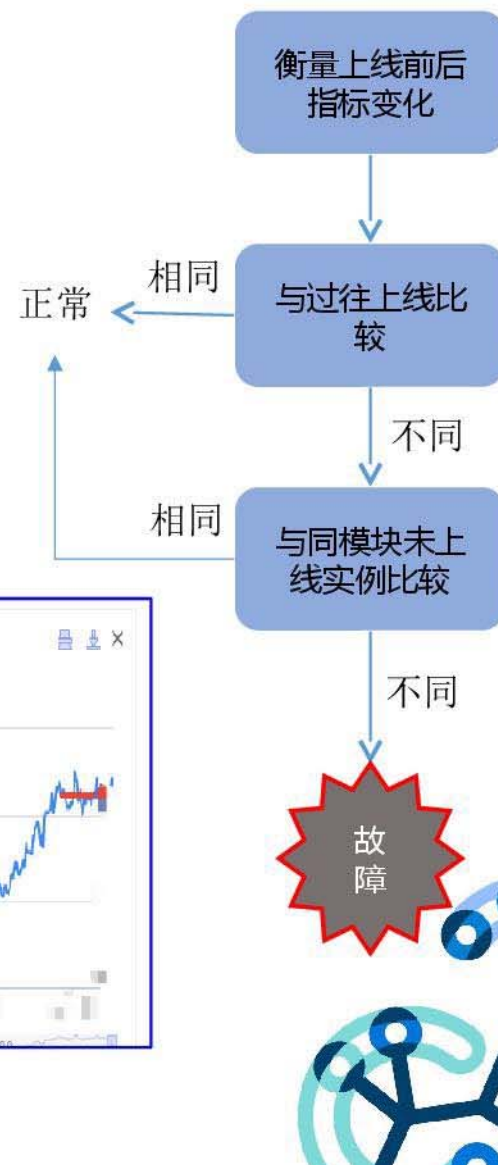 衡量上线前后
指标变化
相同
正常
与过往上线比
较
不同
相同
与同模块未上
线实例比较
不同
故
障